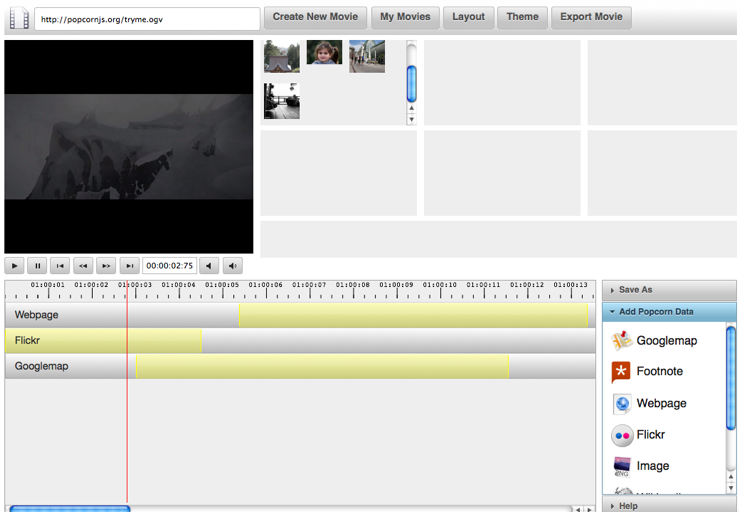 http://popcornjs.org/tryme.ogv
Create New Movie
My Movies
Layout
Theme
Export Movie
00:00:02:75
01:00:01 01:00:02 01:00:03 01:00:04 01:00:05 01:00:06 01:00:07 01:00:08 01:00:09 01:00:10 01:00:11 01:00:12 01:00:13
Webpage
Flickr
Googlemap
Save As
Add Popcorn Data
Googlemap
Footnote
Webpage
Flickr
Image
Help